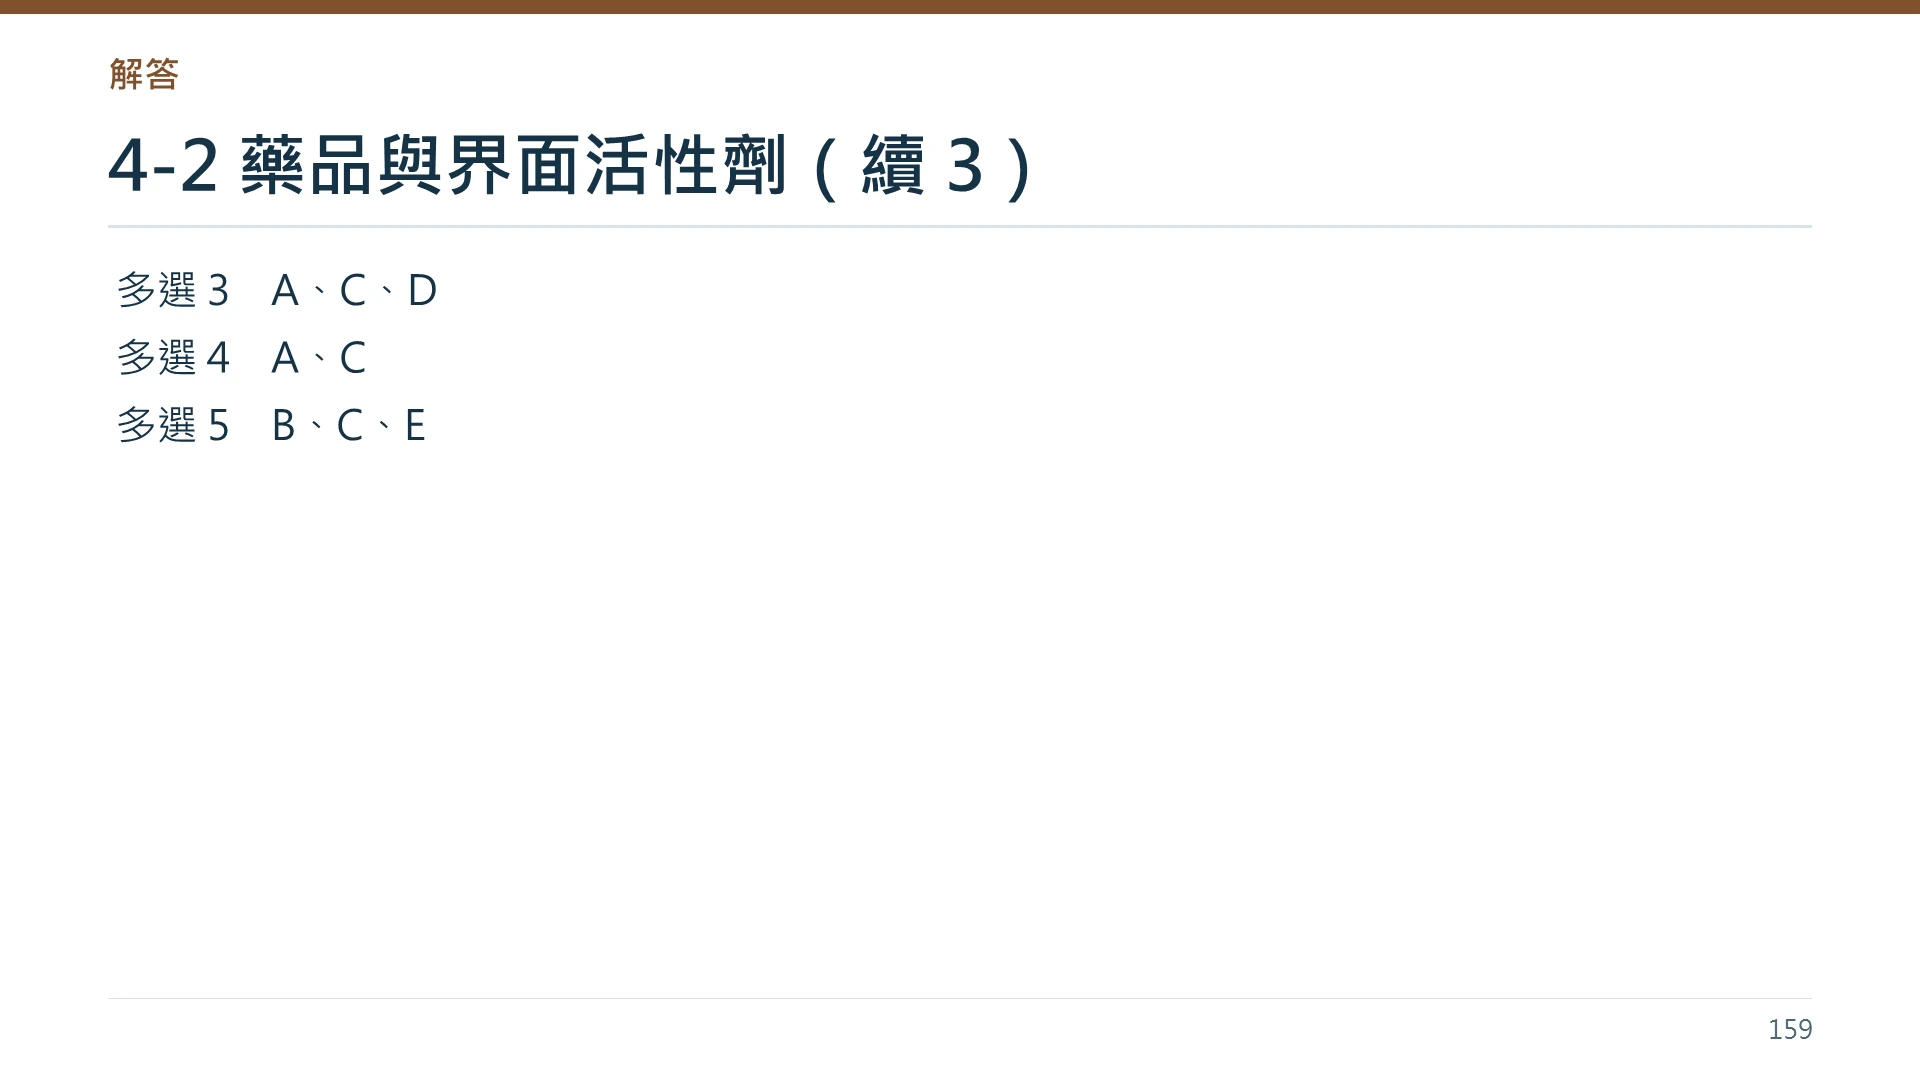 解答
4-2 藥品與界面活性劑（續 3）
多選 3　A、C、D
多選 4　A、C
多選 5　B、C、E
159